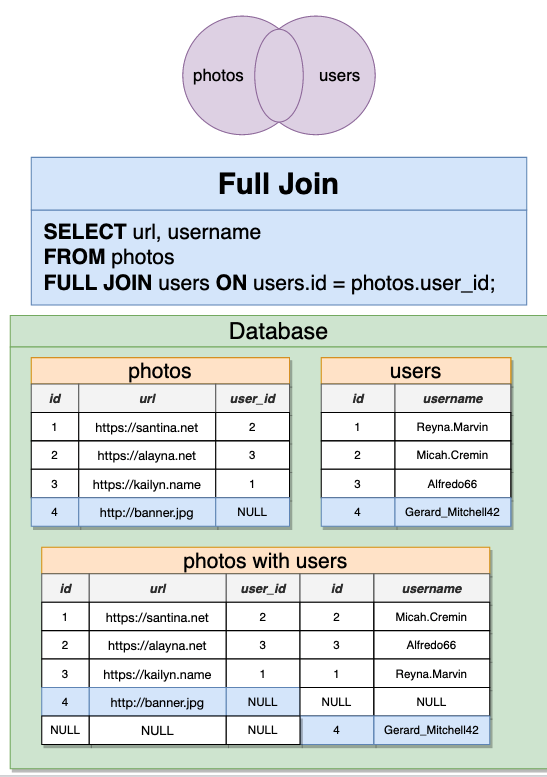 photos users
Full Join
SELECT url, username
FROM photos
FULL JOIN users ON users.id = photos.user_id;
Database
photos
id url user_id
1 https://santina.net 2
2 https://alayna.net 3
3 https://kailyn.name 1
4 http://banner.jpg NULL
users
id username
1 Reyna.Marvin
2 Micah.Cremin
3 Alfredo66
4 Gerard_Mitchell42
photos with users
id url user_id id username
1 https://santina.net 2 2 Micah.Cremin
2 https://alayna.net 3 3 Alfredo66
3 https://kailyn.name 1 1 Reyna.Marvin
4 http://banner.jpg NULL NULL NULL
NULL NULL NULL 4 Gerard_Mitchell42